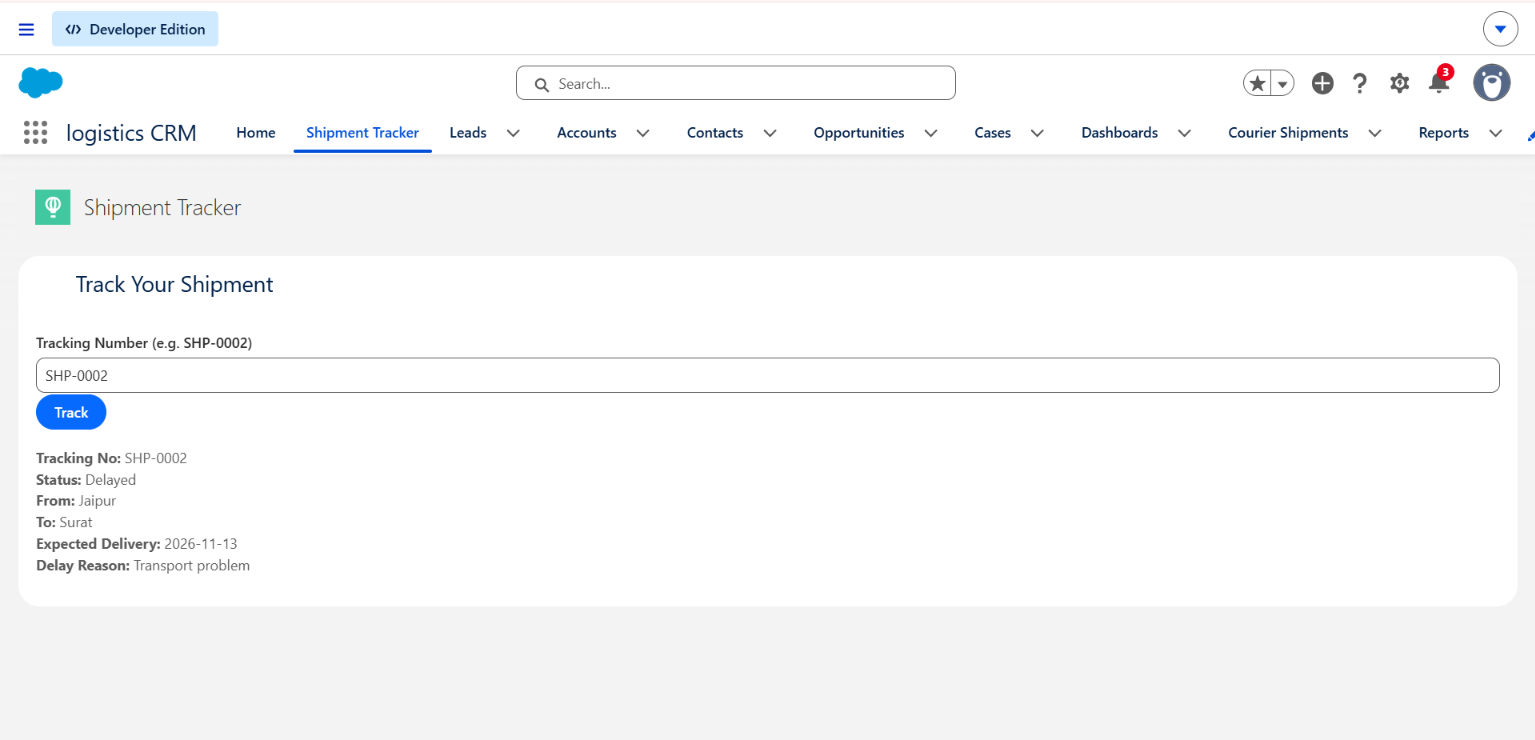 Developer Edition
Search...
3
logistics CRM Home Shipment Tracker Leads Accounts Contacts Opportunities Cases Dashboards Courier Shipments Reports
Shipment Tracker
Track Your Shipment
Tracking Number (e.g. SHP-0002)
SHP-0002
Track
Tracking No: SHP-0002
Status: Delayed
From: Jaipur
To: Surat
Expected Delivery: 2026-11-13
Delay Reason: Transport problem